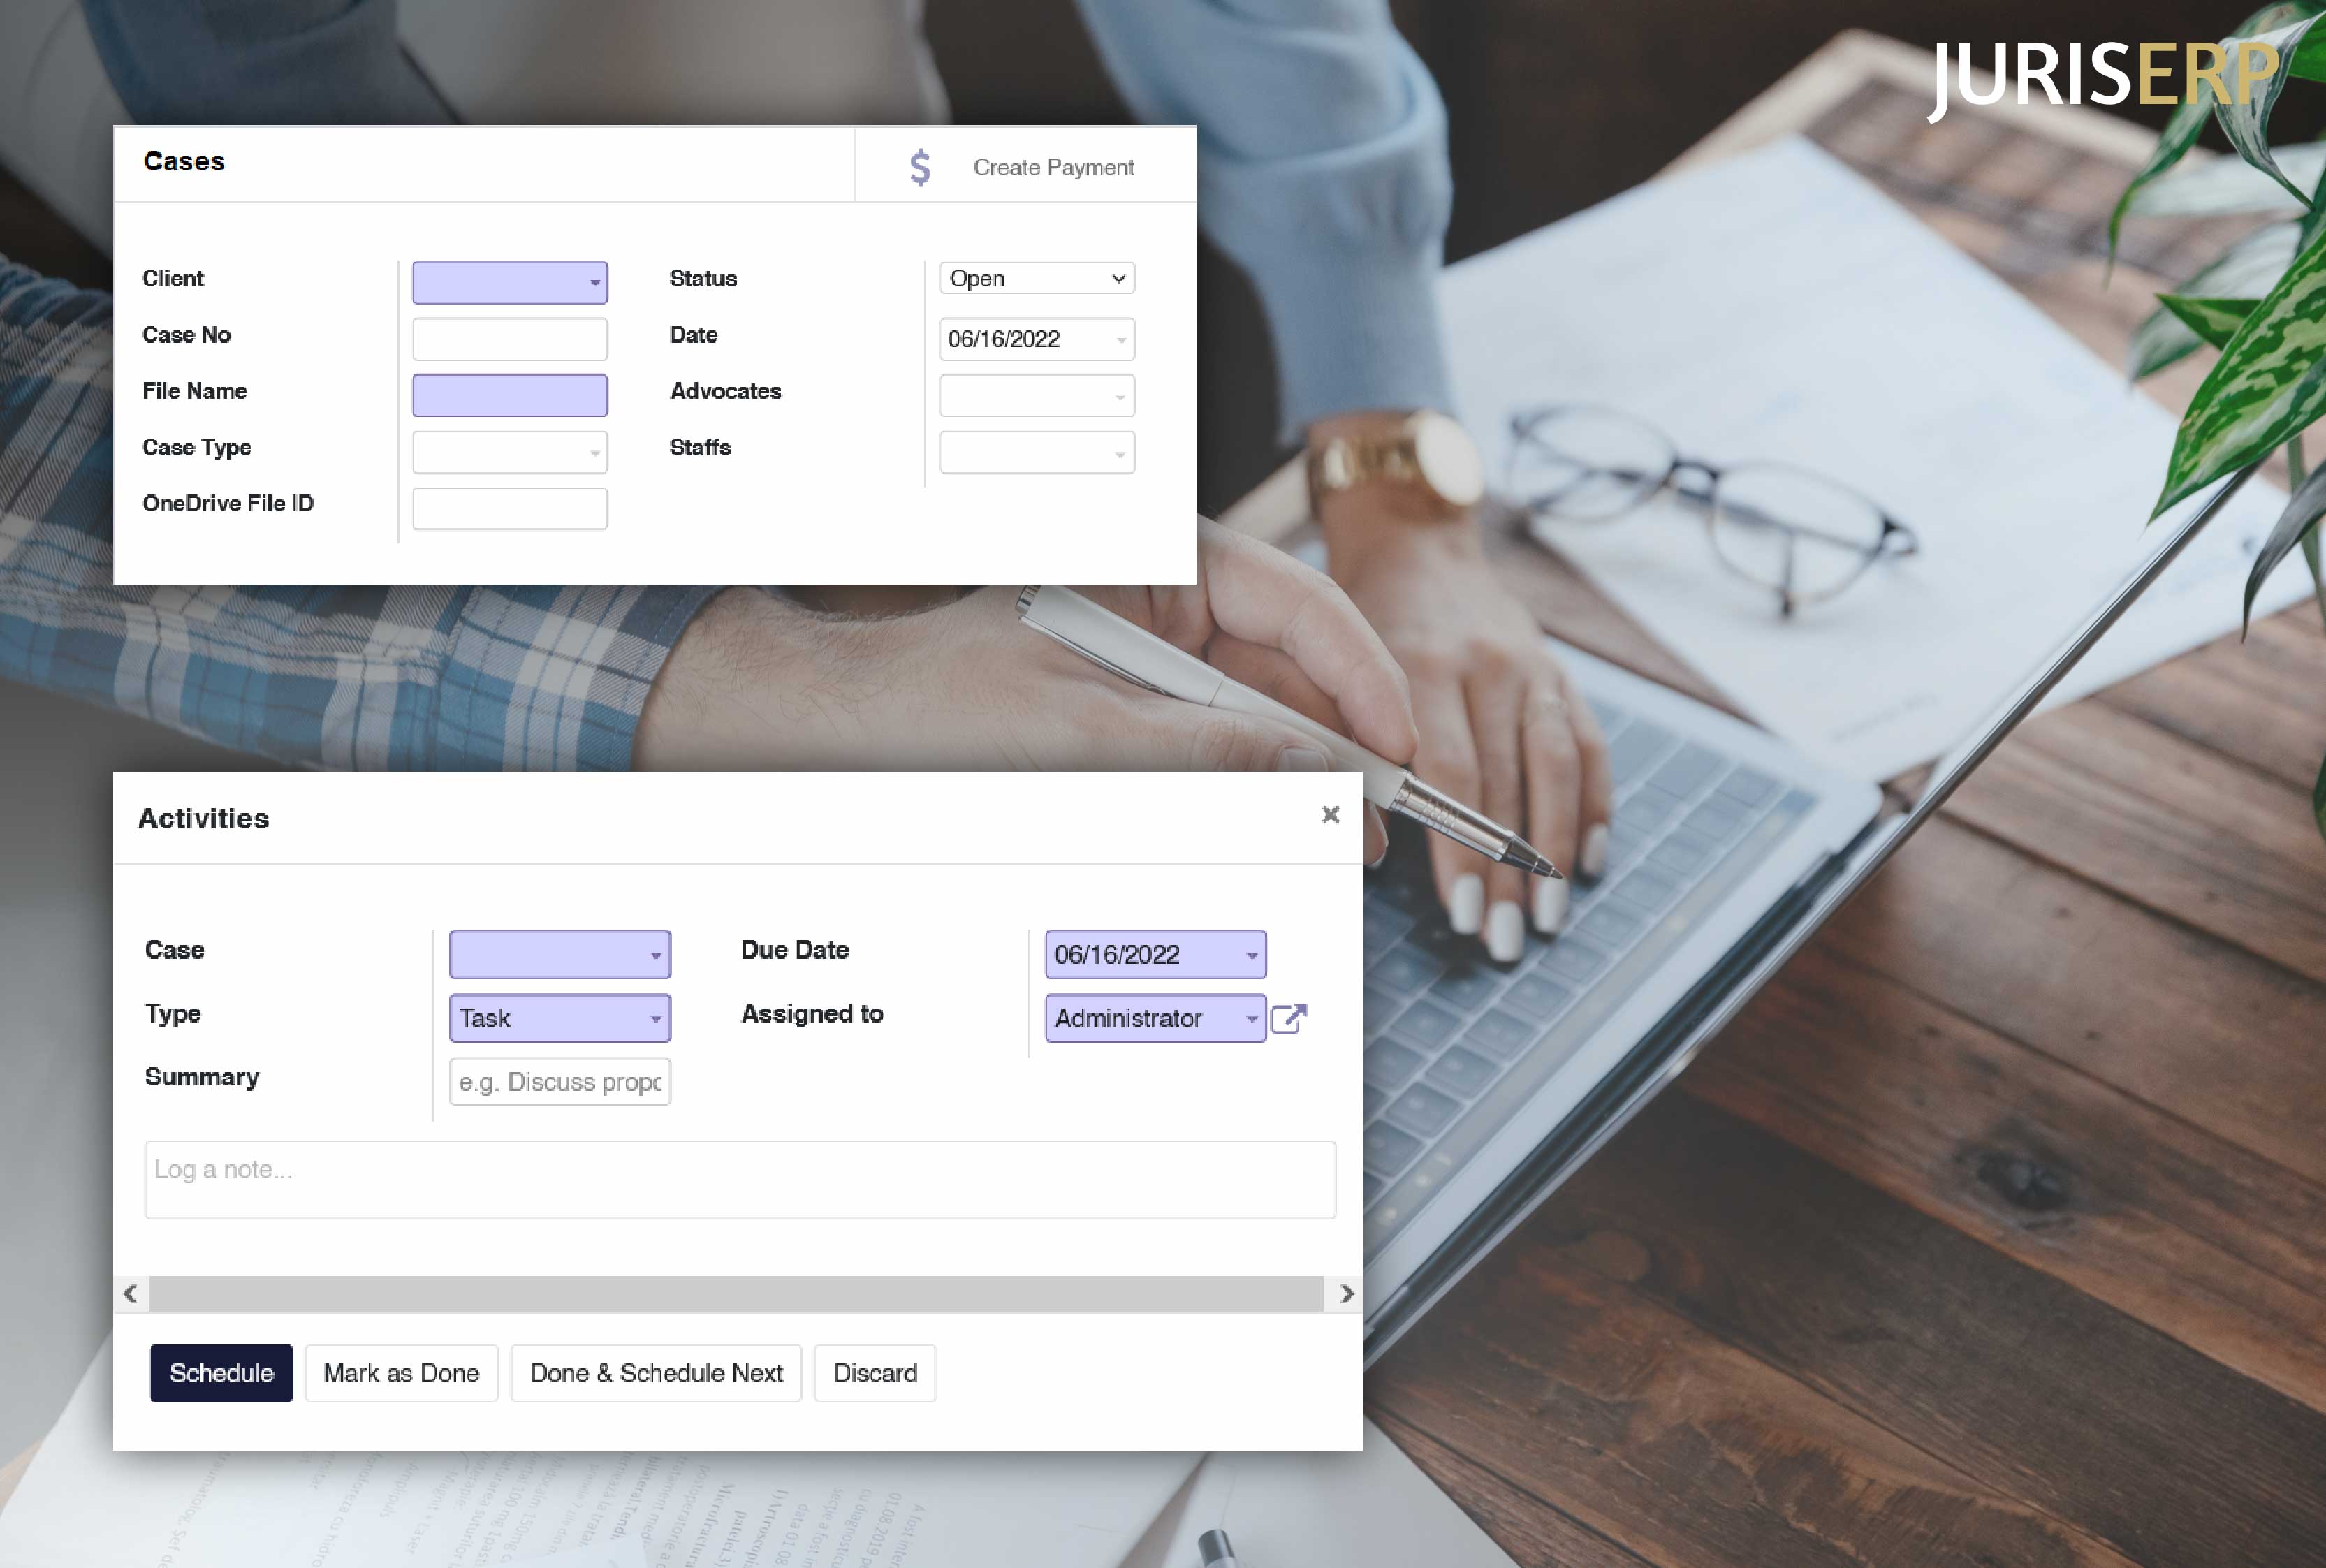 JURISERP
Cases
Create Payment
Client
Status
Open
Case No
Date
06/16/2022
File Name
Advocates
Case Type
Staffs
OneDrive File ID
Activities
Case
Due Date
06/16/2022
Type
Task
Assigned to
Administrator
Summary
e.g. Discuss propo
Log a note...
Schedule
Mark as Done
Done & Schedule Next
Discard